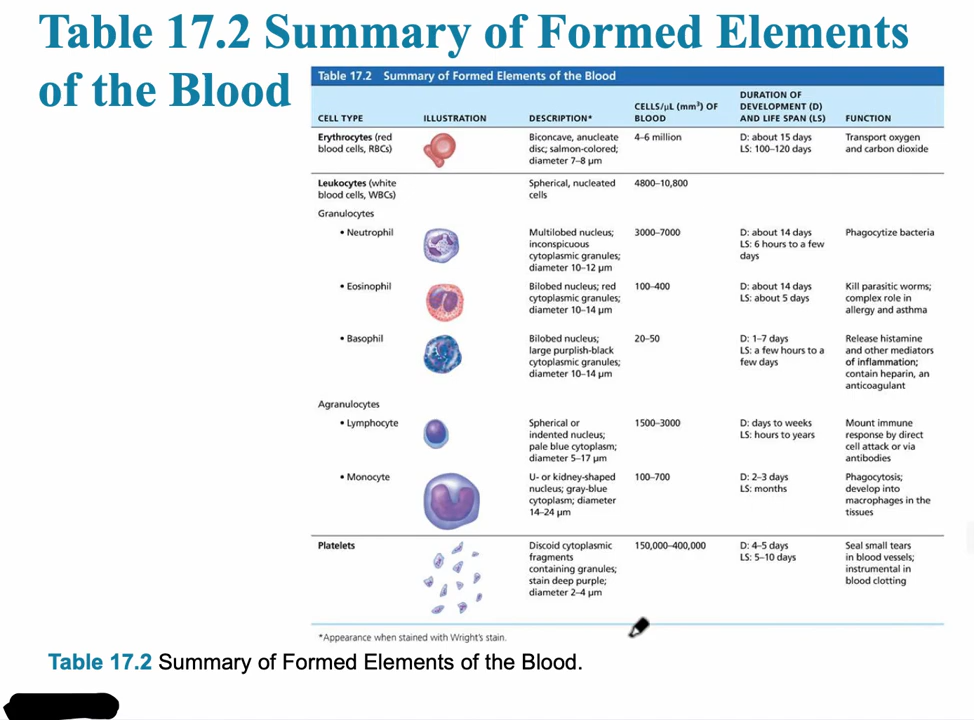 Table 17.2 Summary of Formed Elements
of the Blood
Table 17.2 Summary of Formed Elements of the Blood
CELL TYPE
ILLUSTRATION
DESCRIPTION*
CELLS/μL (mm³) OF
BLOOD
DURATION OF
DEVELOPMENT (D)
AND LIFE SPAN (LS)
FUNCTION
Erythrocytes (red
blood cells, RBCs)
Biconcave, anucleate
disc; salmon-colored;
diameter 7–8 μm
4–6 million
D: about 15 days
LS: 100–120 days
Transport oxygen
and carbon dioxide
Leukocytes (white
blood cells, WBCs)
Spherical, nucleated
cells
4800–10,800
Granulocytes
• Neutrophil
Multilobed nucleus;
inconspicuous
cytoplasmic granules;
diameter 10–12 μm
3000–7000
D: about 14 days
LS: 6 hours to a few
days
Phagocytize bacteria
• Eosinophil
Bilobed nucleus; red
cytoplasmic granules;
diameter 10–14 μm
100–400
D: about 14 days
LS: about 5 days
Kill parasitic worms;
complex role in
allergy and asthma
• Basophil
Bilobed nucleus;
large purplish-black
cytoplasmic granules;
diameter 10–14 μm
20–50
D: 1–7 days
LS: a few hours to a
few days
Release histamine
and other mediators
of inflammation;
contain heparin, an
anticoagulant
Agranulocytes
• Lymphocyte
Spherical or
indented nucleus;
pale blue cytoplasm;
diameter 5–17 μm
1500–3000
D: days to weeks
LS: hours to years
Mount immune
response by direct
cell attack or via
antibodies
• Monocyte
U- or kidney-shaped
nucleus; gray-blue
cytoplasm; diameter
14–24 μm
100–700
D: 2–3 days
LS: months
Phagocytosis;
develop into
macrophages in the
tissues
Platelets
Discoid cytoplasmic
fragments
containing granules;
stain deep purple;
diameter 2–4 μm
150,000–400,000
D: 4–5 days
LS: 5–10 days
Seal small tears
in blood vessels;
instrumental in
blood clotting
*Appearance when stained with Wright's stain.
Table 17.2 Summary of Formed Elements of the Blood.